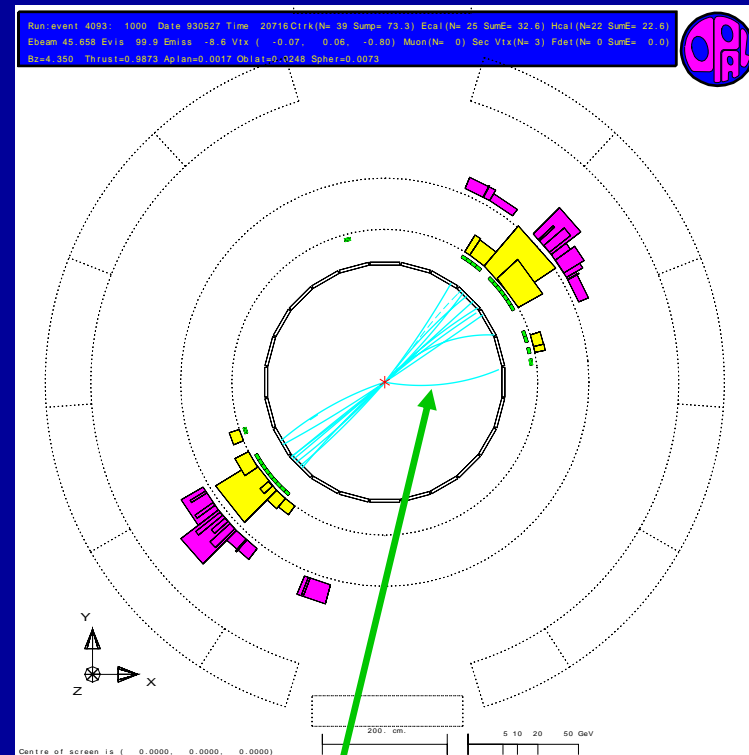 Run:event 4093: 1000 Date 930527 Time 20716 Ctrk(N= 39 Sump= 73.3) Ecal(N= 25 SumE= 32.6) Hcal(N=22 SumE= 22.6)
Ebeam 45.658 Evis 99.9 Emiss -8.6 Vtx ( -0.07, 0.06, -0.80) Muon(N= 0) Sec Vtx(N= 3) Fdet(N= 0 SumE= 0.0)
Bz=4.350 Thrust=0.9873 Aplan=0.0017 Oblat=0.0248 Spher=0.0073
OPAL
Y
X
Z
200. cm.
5 10 20 50 GeV
Centre of screen is ( 0.0000, 0.0000, 0.0000)